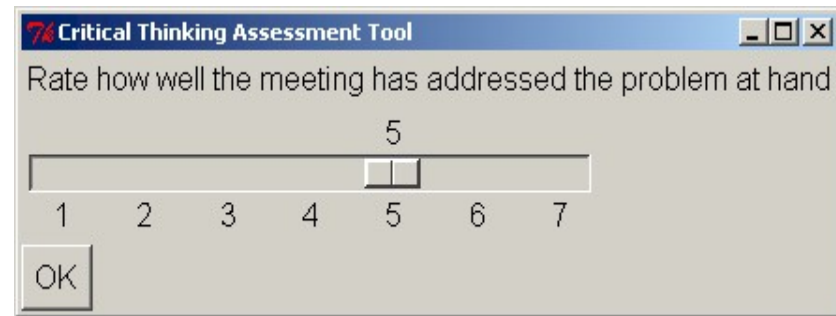 Critical Thinking Assessment Tool
Rate how well the meeting has addressed the problem at hand
5
1 2 3 4 5 6 7
OK